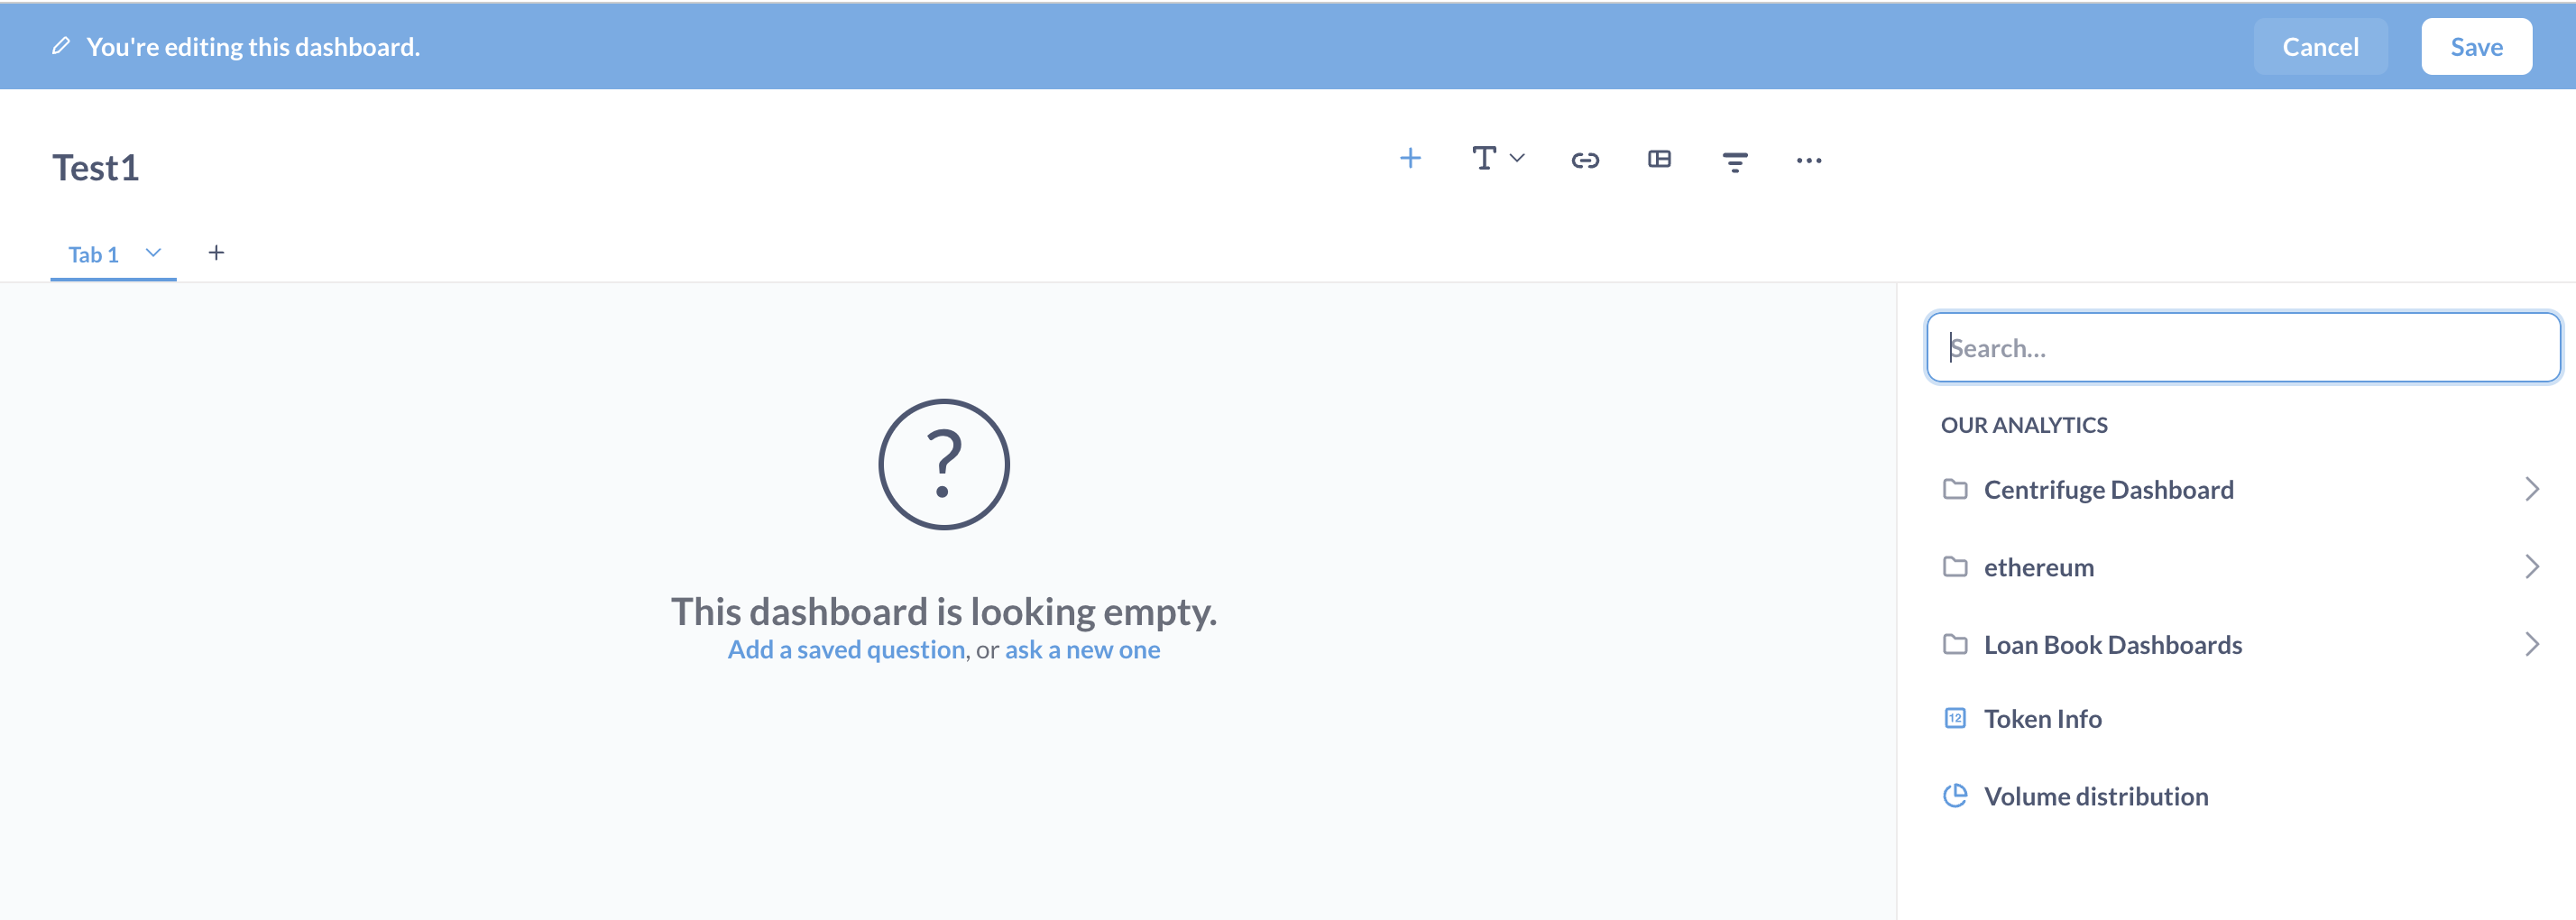 You're editing this dashboard.
Cancel
Save
Test1
T
Tab 1
Search...
OUR ANALYTICS
Centrifuge Dashboard
ethereum
Loan Book Dashboards
12 Token Info
Volume distribution
?
This dashboard is looking empty.
Add a saved question, or ask a new one